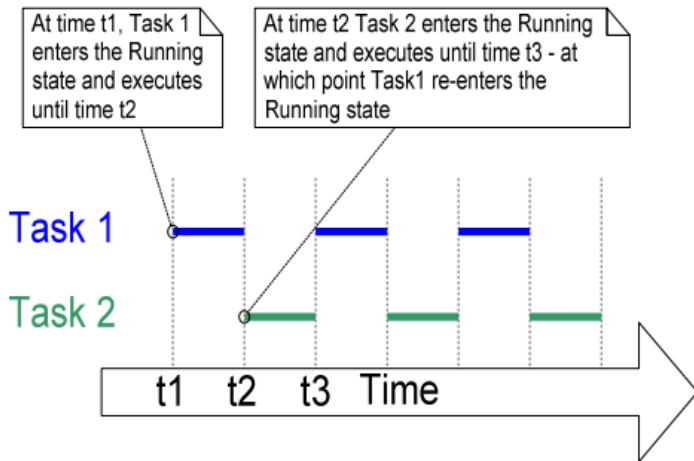 At time t1, Task 1
enters the Running
state and executes
until time t2
At time t2 Task 2 enters the Running
state and executes until time t3 - at
which point Task1 re-enters the
Running state
Task 1
Task 2
t1 t2 t3 Time